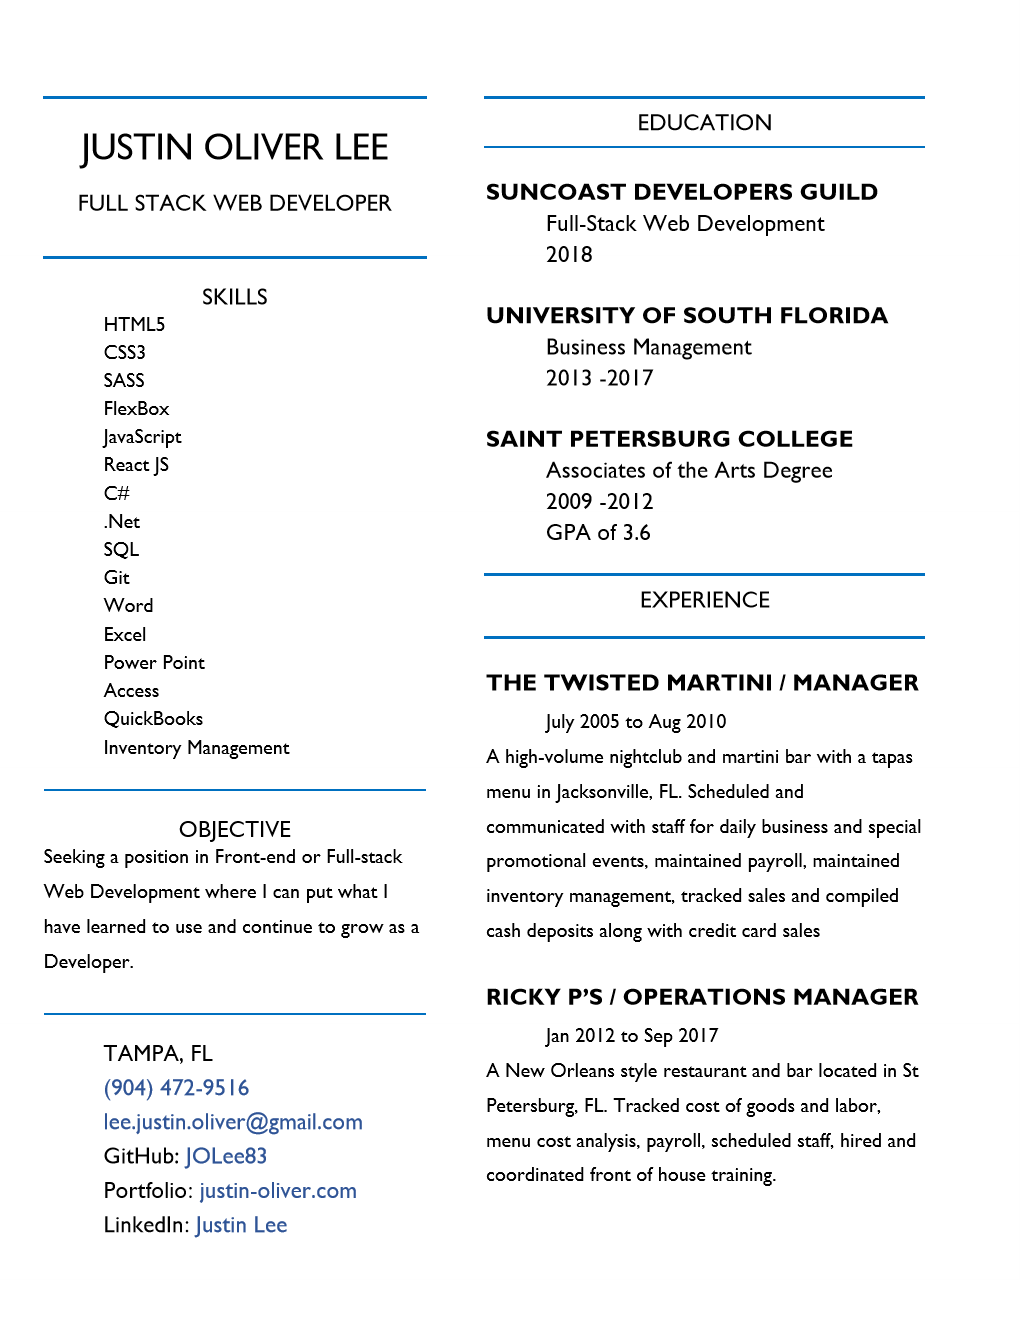 JUSTIN OLIVER LEE
FULL STACK WEB DEVELOPER
SKILLS
HTML5
CSS3
SASS
FlexBox
JavaScript
React JS
C#
.Net
SQL
Git
Word
Excel
Power Point
Access
QuickBooks
Inventory Management
OBJECTIVE
Seeking a position in Front-end or Full-stack
Web Development where I can put what I
have learned to use and continue to grow as a
Developer.
TAMPA, FL
(904) 472-9516
lee.justin.oliver@gmail.com
GitHub: JOLee83
Portfolio: justin-oliver.com
LinkedIn: Justin Lee
EDUCATION
SUNCOAST DEVELOPERS GUILD
Full-Stack Web Development
2018
UNIVERSITY OF SOUTH FLORIDA
Business Management
2013 -2017
SAINT PETERSBURG COLLEGE
Associates of the Arts Degree
2009 -2012
GPA of 3.6
EXPERIENCE
THE TWISTED MARTINI / MANAGER
July 2005 to Aug 2010
A high-volume nightclub and martini bar with a tapas
menu in Jacksonville, FL. Scheduled and
communicated with staff for daily business and special
promotional events, maintained payroll, maintained
inventory management, tracked sales and compiled
cash deposits along with credit card sales
RICKY P’S / OPERATIONS MANAGER
Jan 2012 to Sep 2017
A New Orleans style restaurant and bar located in St
Petersburg, FL. Tracked cost of goods and labor,
menu cost analysis, payroll, scheduled staff, hired and
coordinated front of house training.